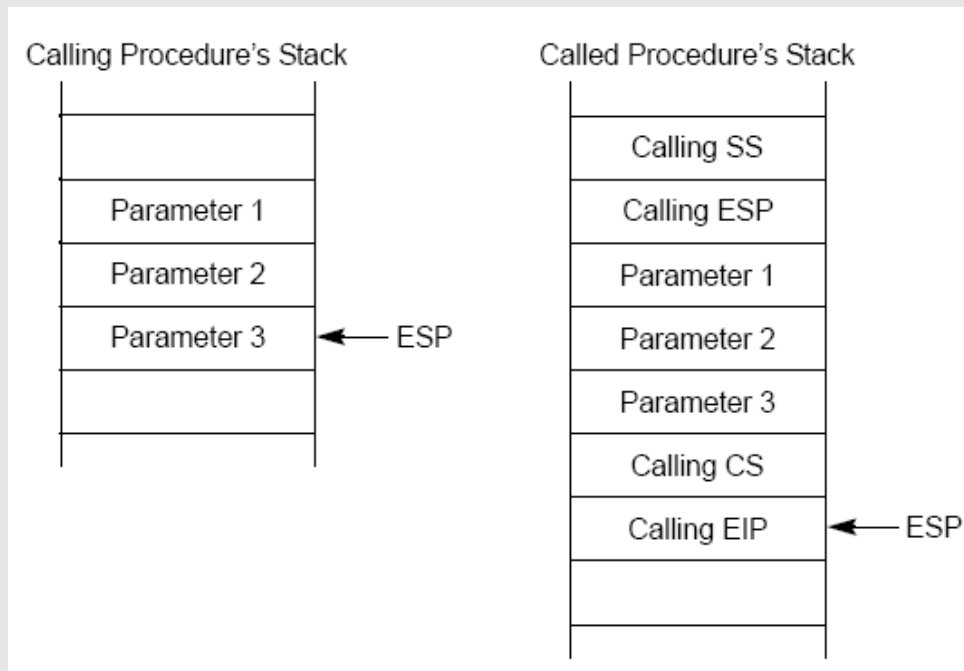 Calling Procedure's Stack
Parameter 1
Parameter 2
Parameter 3
ESP
Called Procedure's Stack
Calling SS
Calling ESP
Parameter 1
Parameter 2
Parameter 3
Calling CS
Calling EIP
ESP